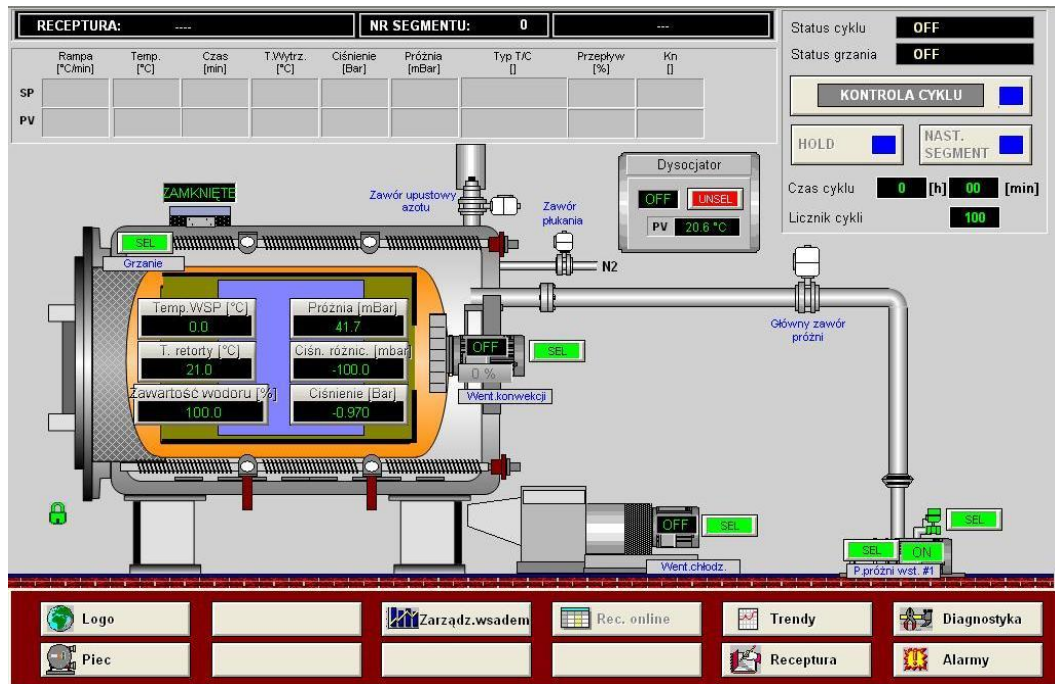 RECEPTURA: ----
NR SEGMENTU: 0
---
Status cyklu OFF
Status grzania OFF
Rampa Temp. Czas T.Wytrz. Ciśnienie Próżnia Typ T/C Przepływ Kn
[°C/min] [°C] [min] [°C] [Bar] [mBar] [] [%] []
SP
PV
KONTROLA CYKLU
HOLD
NAST.
SEGMENT
Czas cyklu 0 [h] 00 [min]
Licznik cykli 100
Dysocjator
OFF UNSEL
PV 20.6 °C
ZAMKNIĘTE
Zawór upustowy
azotu
Zawór
płukania
N2
SEL
Grzanie
Główny zawór
próżni
Temp.WSP [°C]
0.0
Próżnia [mBar]
41.7
T. retorty [°C]
21.0
Ciśn. różnic. [mbar]
-100.0
Zawartość wodoru [%]
100.0
Ciśnienie [Bar]
-0.970
OFF SEL
0 %
Went.konwekcji
OFF SEL
Went.chłodz.
SEL
SEL ON
P.próżni wst. #1
Logo
Zarządz.wsadem
Rec. online
Trendy
Diagnostyka
Piec
Receptura
Alarmy